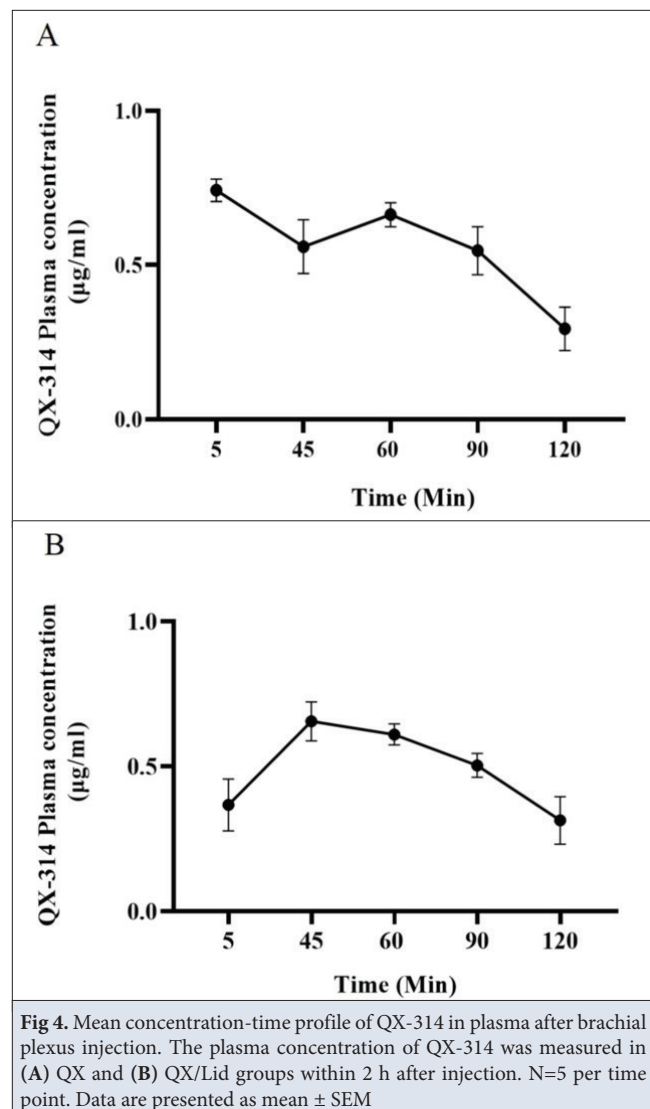 A
QX-314 Plasma concentration
(µg/ml)
1.0
0.5
0.0
5 45 60 90 120
Time (Min)
B
QX-314 Plasma concentration
(µg/ml)
1.0
0.5
0.0
5 45 60 90 120
Time (Min)
Fig 4. Mean concentration-time profile of QX-314 in plasma after brachial
plexus injection. The plasma concentration of QX-314 was measured in
(A) QX and (B) QX/Lid groups within 2 h after injection. N=5 per time
point. Data are presented as mean ± SEM